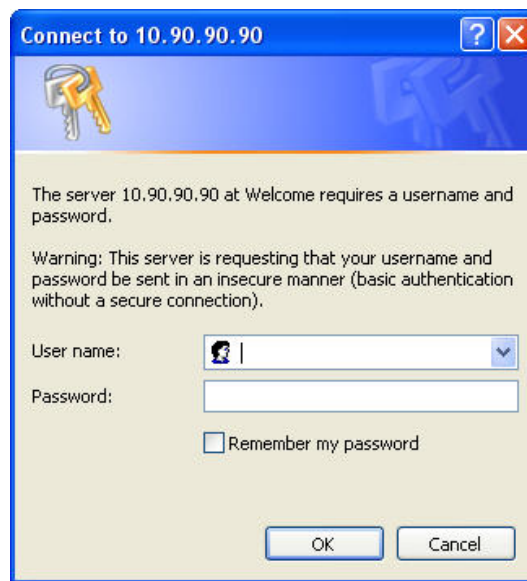 Connect to 10.90.90.90
The server 10.90.90.90 at Welcome requires a username and
password.
Warning: This server is requesting that your username and
password be sent in an insecure manner (basic authentication
without a secure connection).
User name:
Password:
Remember my password
OK
Cancel